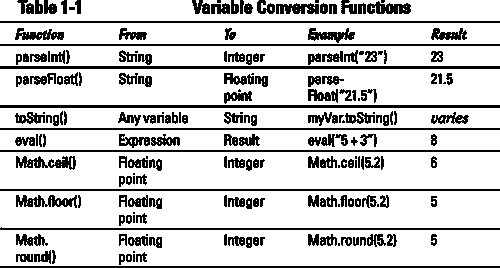 Table 1-1 Variable Conversion Functions
Function From To Example Result
parseInt() String Integer parseInt("23") 23
parseFloat() String Floating parse- 21.5
point Float("21.5")
toString() Any variable String myVar.toString() varies
eval() Expression Result eval("5 + 3") 8
Math.ceil() Floating Integer Math.ceil(5.2) 6
point
Math.floor() Floating Integer Math.floor(5.2) 5
point
Math. Floating Integer Math.round(5.2) 5
round() point